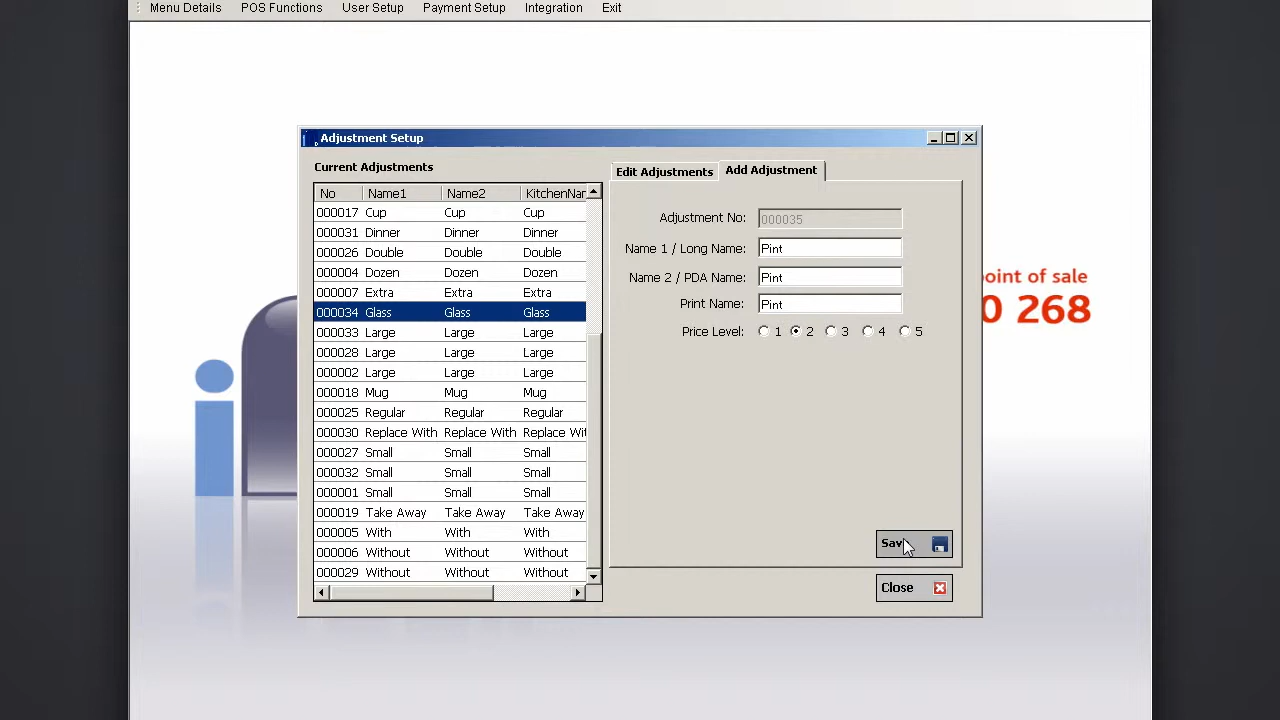 Menu Details POS Functions User Setup Payment Setup Integration Exit
Adjustment Setup
Current Adjustments
No Name1 Name2 KitchenNar
000017 Cup Cup Cup
000031 Dinner Dinner Dinner
000026 Double Double Double
000004 Dozen Dozen Dozen
000007 Extra Extra Extra
000034 Glass Glass Glass
000033 Large Large Large
000028 Large Large Large
000002 Large Large Large
000018 Mug Mug Mug
000025 Regular Regular Regular
000030 Replace With Replace With Replace Wit
000027 Small Small Small
000032 Small Small Small
000001 Small Small Small
000019 Take Away Take Away Take Away
000005 With With With
000006 Without Without Without
000029 Without Without Without
Edit Adjustments Add Adjustment
Adjustment No: 000035
Name 1 / Long Name: Pint
Name 2 / PDA Name: Pint
Print Name: Pint
Price Level: 1 2 3 4 5
Sav
Close
point of sale
0 268